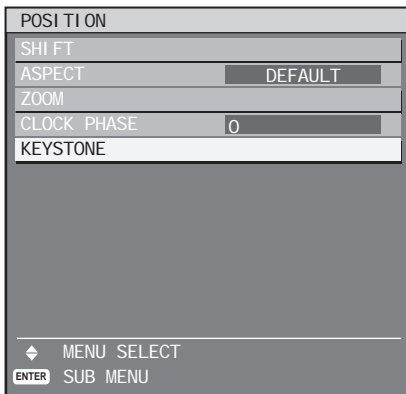 POSITION
SHIFT
ASPECT DEFAULT
ZOOM
CLOCK PHASE 0
KEYSTONE
MENU SELECT
ENTER SUB MENU